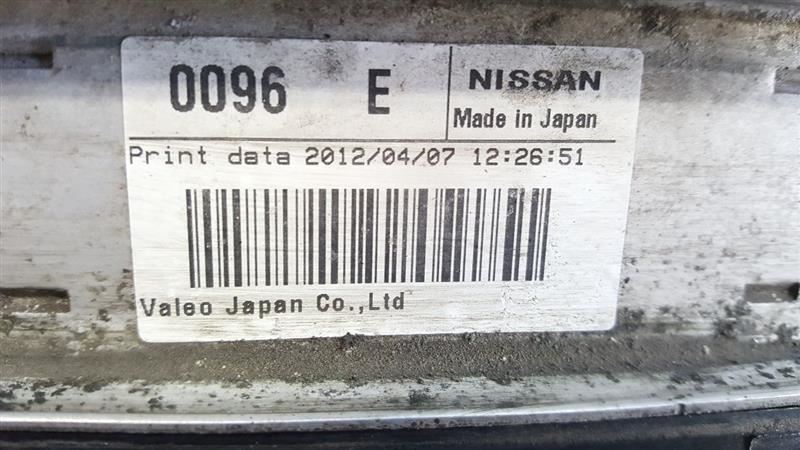 0096 E
NISSAN
Made in Japan
Print data 2012/04/07 12:26:51
Valeo Japan Co.,Ltd